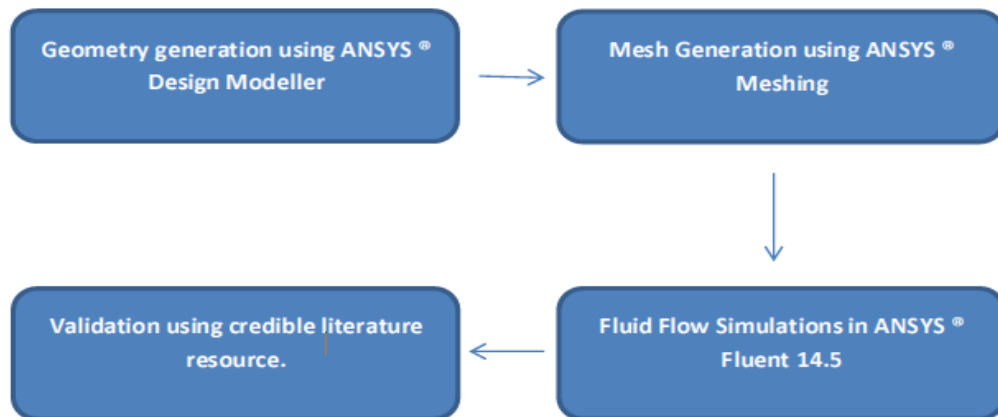 Geometry generation using ANSYS ®
Design Modeller
Mesh Generation using ANSYS ®
Meshing
Fluid Flow Simulations in ANSYS ®
Fluent 14.5
Validation using credible literature
resource.